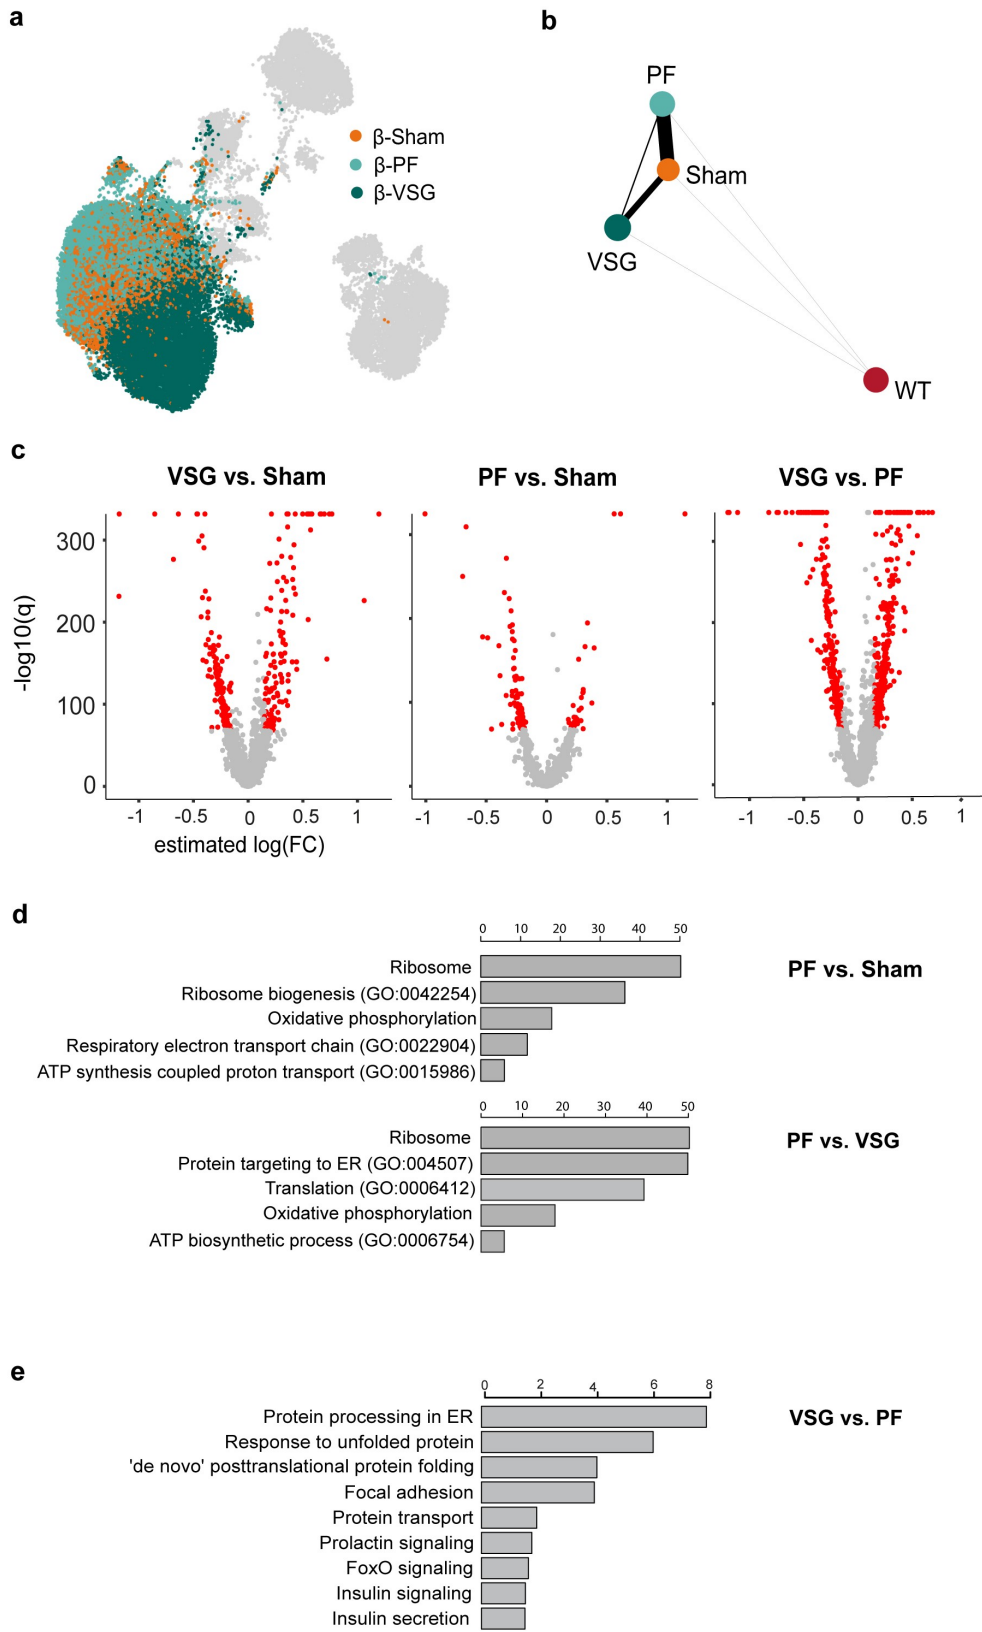 a
β-Sham
β-PF
β-VSG
b
PF
Sham
VSG
WT
c
VSG vs. Sham
PF vs. Sham
VSG vs. PF
-log10(q)
300
200
100
0
-1 -0.5 0 0.5 1
-1 -0.5 0 0.5 1
-1 -0.5 0 0.5 1
estimated log(FC)
d
0 10 20 30 40 50
PF vs. Sham
Ribosome
Ribosome biogenesis (GO:0042254)
Oxidative phosphorylation
Respiratory electron transport chain (GO:0022904)
ATP synthesis coupled proton transport (GO:0015986)
0 10 20 30 40 50
PF vs. VSG
Ribosome
Protein targeting to ER (GO:004507)
Translation (GO:0006412)
Oxidative phosphorylation
ATP biosynthetic process (GO:0006754)
e
0 2 4 6 8
VSG vs. PF
Protein processing in ER
Response to unfolded protein
'de novo' posttranslational protein folding
Focal adhesion
Protein transport
Prolactin signaling
FoxO signaling
Insulin signaling
Insulin secretion